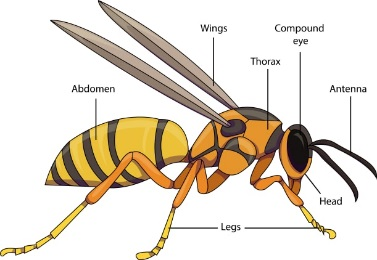 Wings
Compound
eye
Thorax
Abdomen
Antenna
Head
Legs